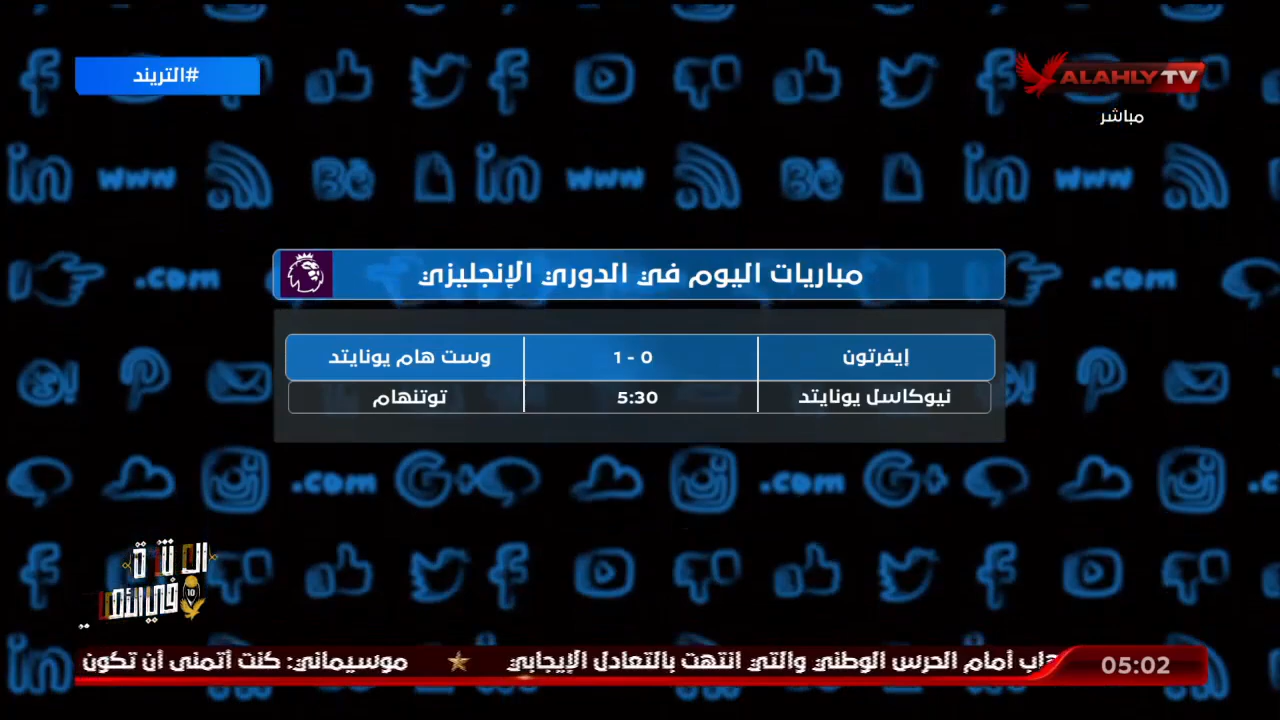 #التريند
ALAHLY TV
مباشر
مباريات اليوم في الدوري الإنجليزي
إيفرتون 0 - 1 وست هام يونايتد
نيوكاسل يونايتد 5:30 توتنهام
05:02
أمام الحرس الوطني والتي انتهت بالتعادل الإيجابي ★ موسيماني: كنت أتمنى أن تكون